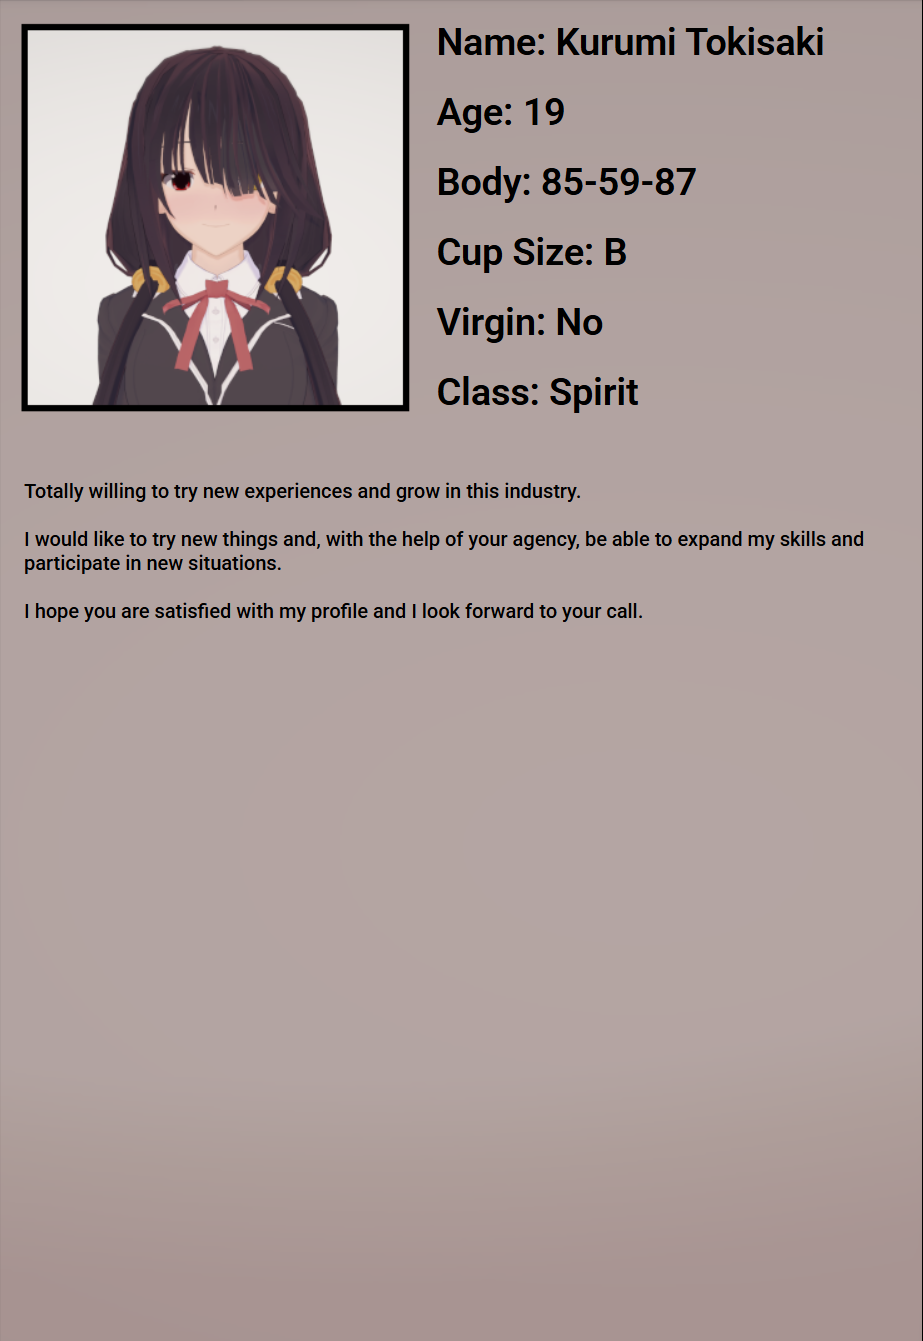 Name: Kurumi Tokisaki
Age: 19
Body: 85-59-87
Cup Size: B
Virgin: No
Class: Spirit
Totally willing to try new experiences and grow in this industry.
I would like to try new things and, with the help of your agency, be able to expand my skills and
participate in new situations.
I hope you are satisfied with my profile and I look forward to your call.